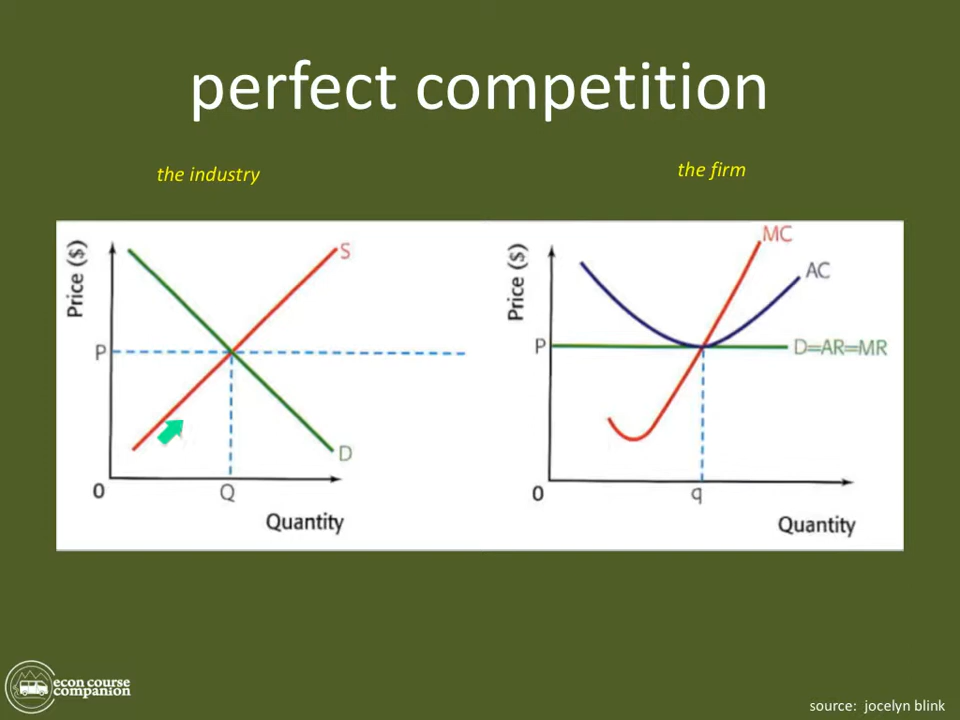 perfect competition
the industry
the firm
Price ($)
S
P
D
0
Q
Quantity
Price ($)
MC
AC
P
D=AR=MR
0
q
Quantity
econ course
companion
source: jocelyn blink